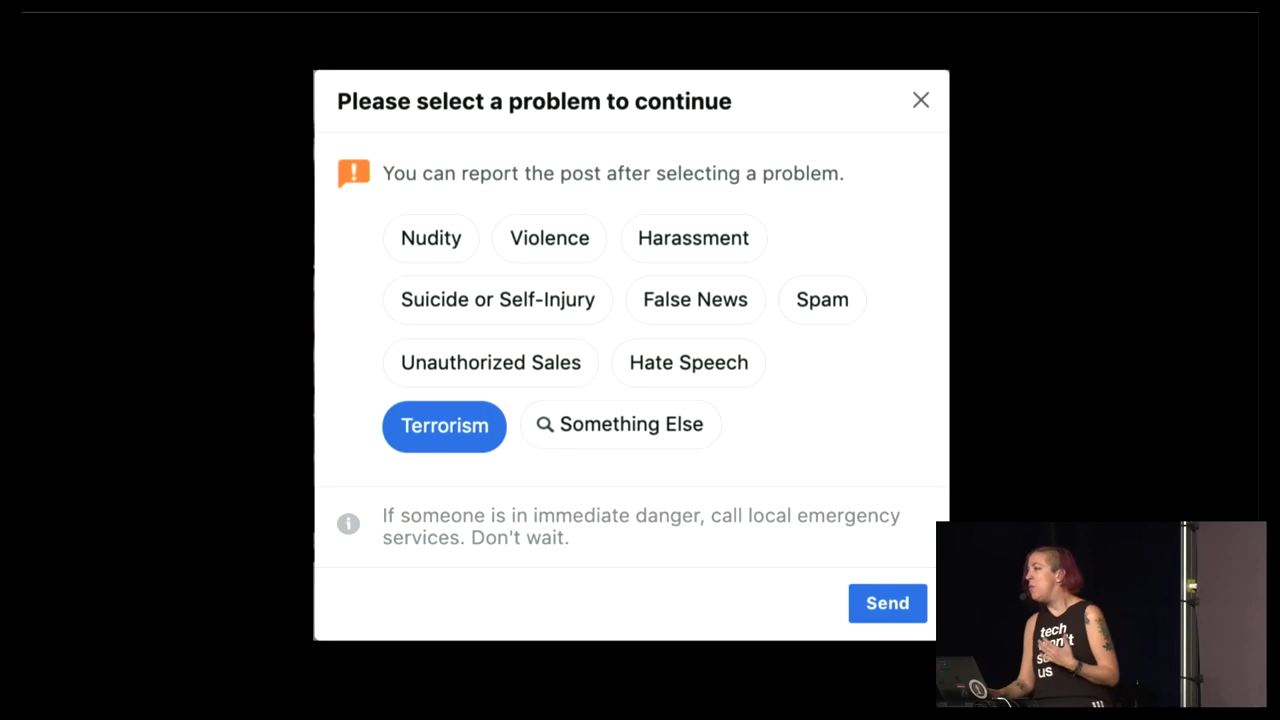 Please select a problem to continue
You can report the post after selecting a problem.
Nudity
Violence
Harassment
Suicide or Self-Injury
False News
Spam
Unauthorized Sales
Hate Speech
Terrorism
Something Else
If someone is in immediate danger, call local emergency
services. Don't wait.
Send
tech
us